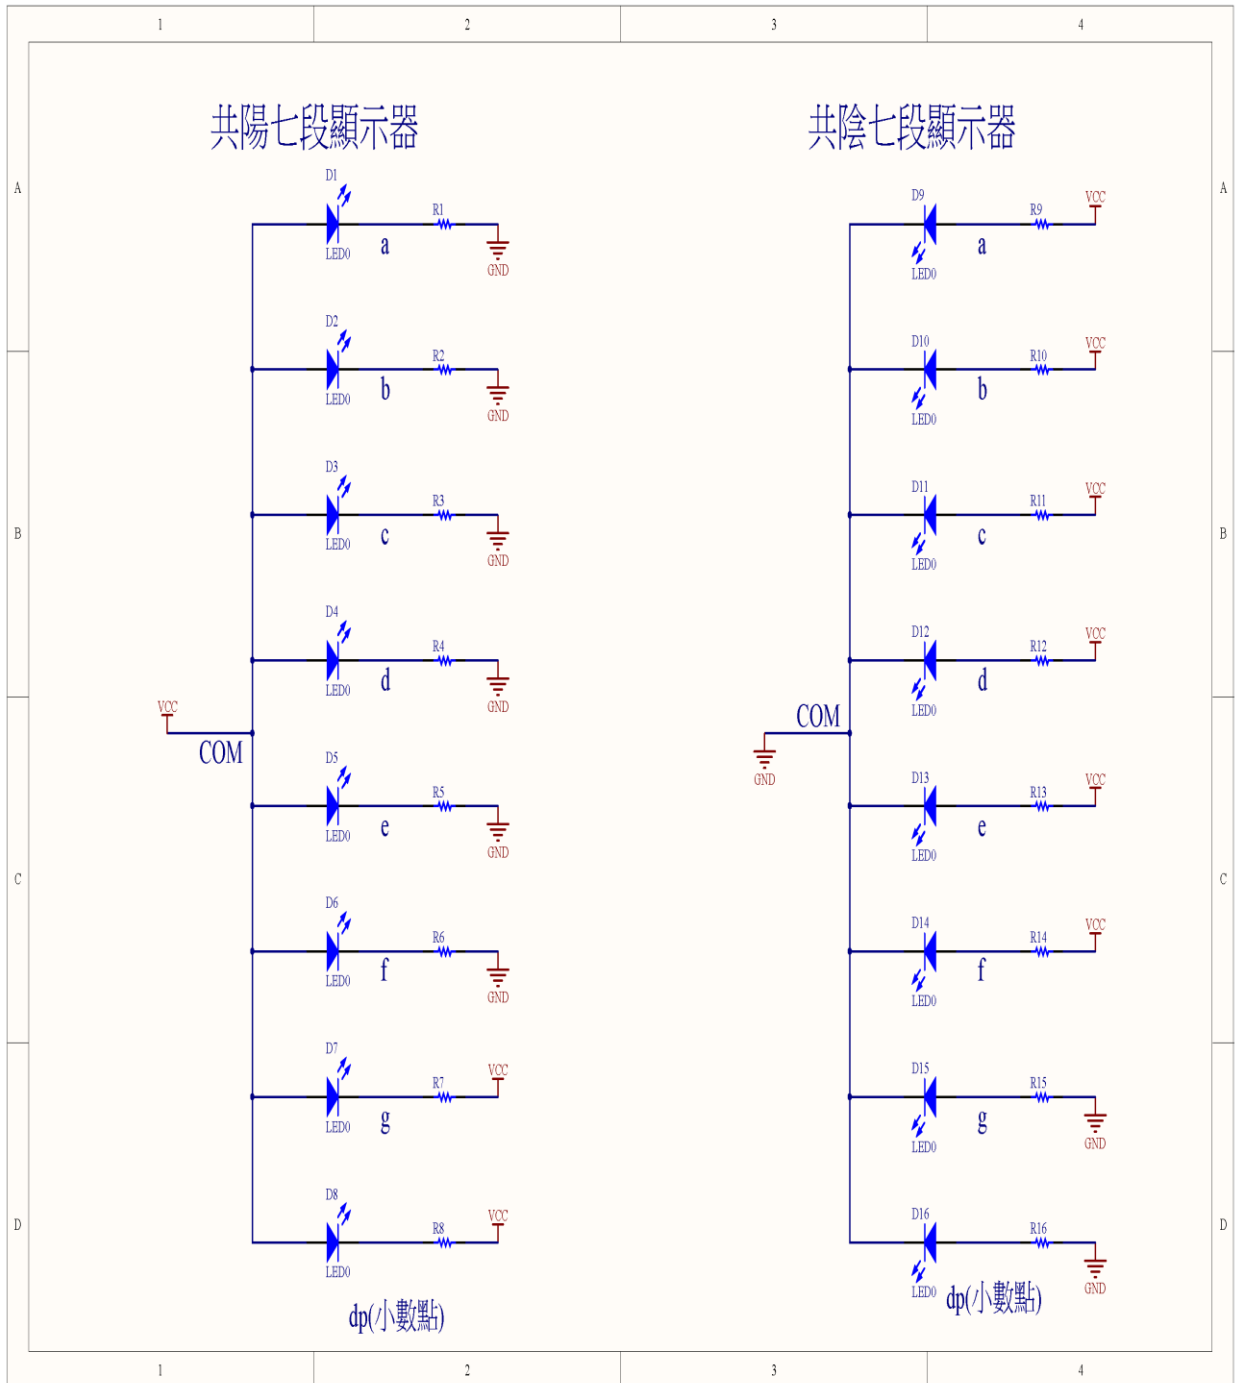 1 2 3 4
共陽七段顯示器
共陰七段顯示器
A A
D1
LED0
a
R1
GND
D2
LED0
b
R2
GND
D3
LED0
c
R3
GND
B B
D4
LED0
d
R4
GND
VCC
COM
D5
LED0
e
R5
GND
C C
D6
LED0
f
R6
GND
D7
LED0
g
R7
VCC
D8
LED0
R8
VCC
dp(小數點)
D D
D9
LED0
a
R9
VCC
D10
LED0
b
R10
VCC
D11
LED0
c
R11
VCC
D12
LED0
d
R12
VCC
COM
GND
D13
LED0
e
R13
VCC
D14
LED0
f
R14
VCC
D15
LED0
g
R15
GND
D16
LED0
R16
GND
dp(小數點)
1 2 3 4